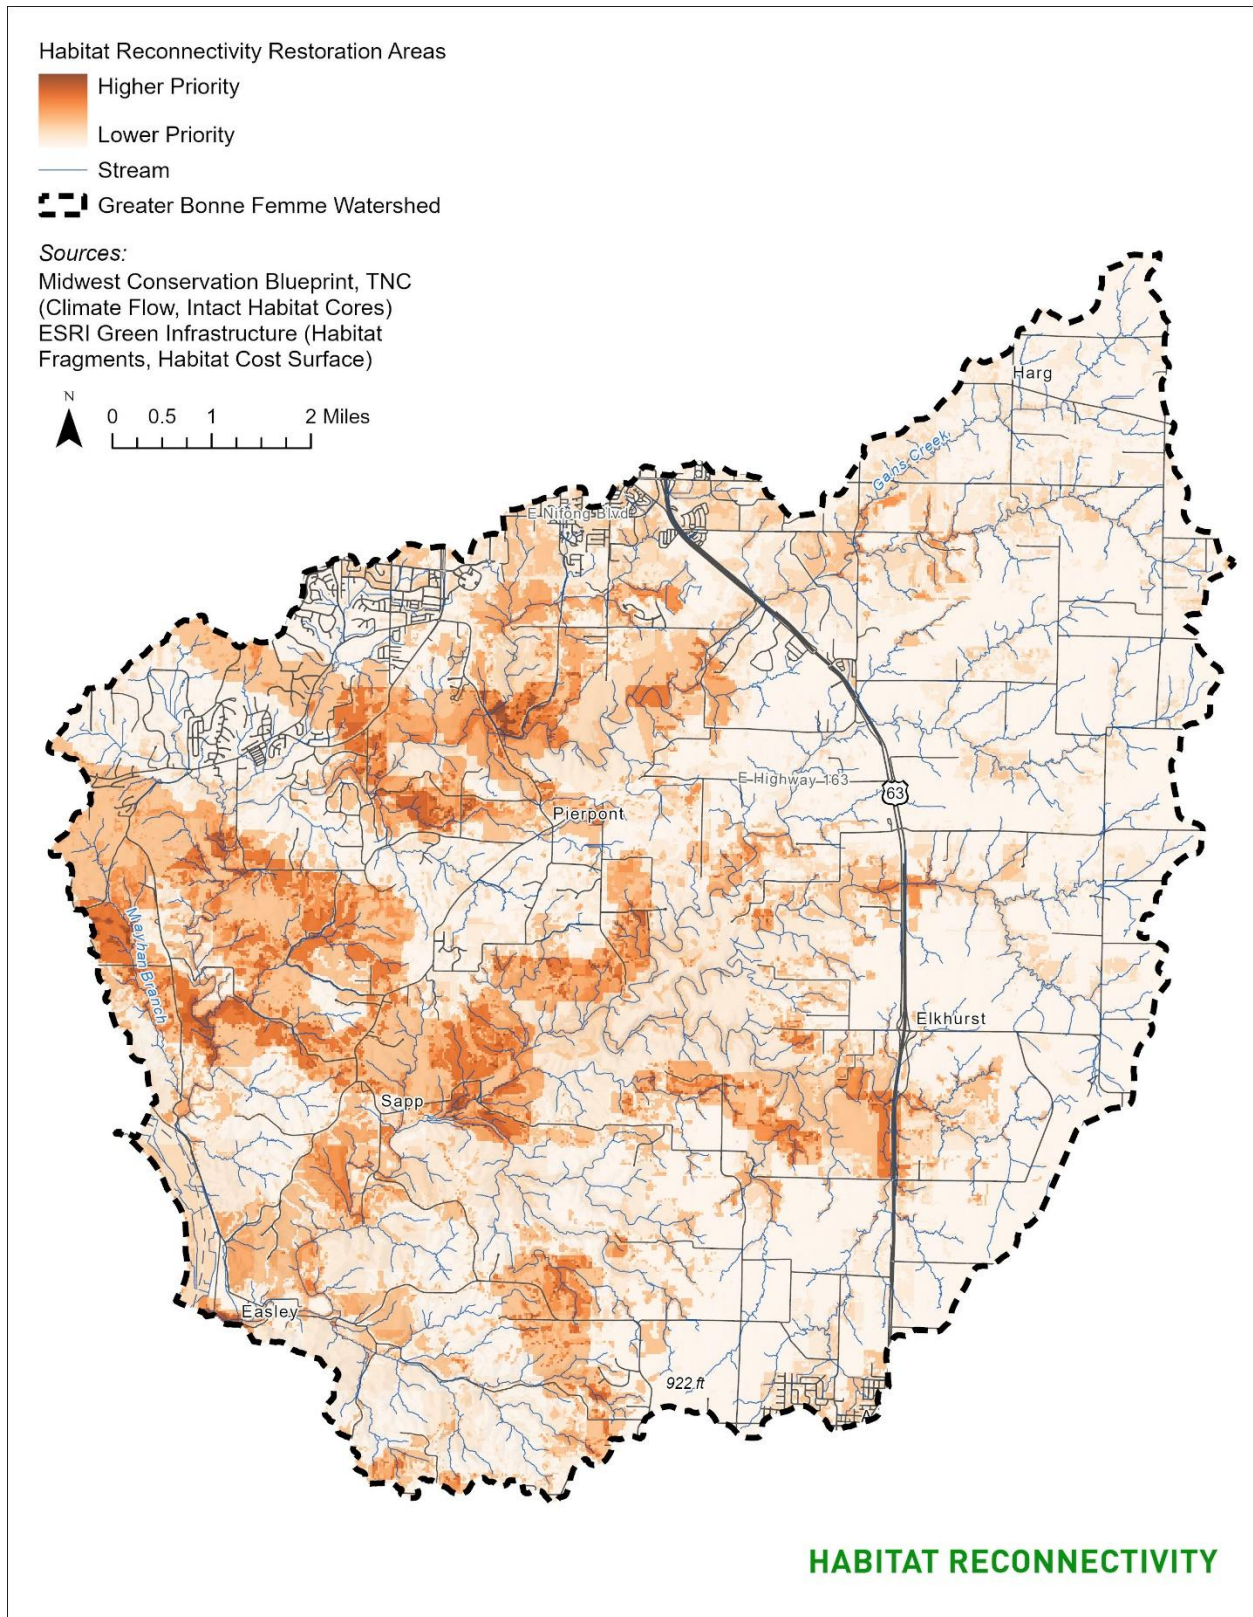 Habitat Reconnectivity Restoration Areas
Higher Priority
Lower Priority
Stream
Greater Bonne Femme Watershed
Sources:
Midwest Conservation Blueprint, TNC
(Climate Flow, Intact Habitat Cores)
ESRI Green Infrastructure (Habitat
Fragments, Habitat Cost Surface)
N
0 0.5 1 2 Miles
Harg
Gans Creek
E Nifong Blvd
E Highway 163
63
Pierpont
Mayhan Branch
Elkhurst
Sapp
Easley
922 ft
HABITAT RECONNECTIVITY